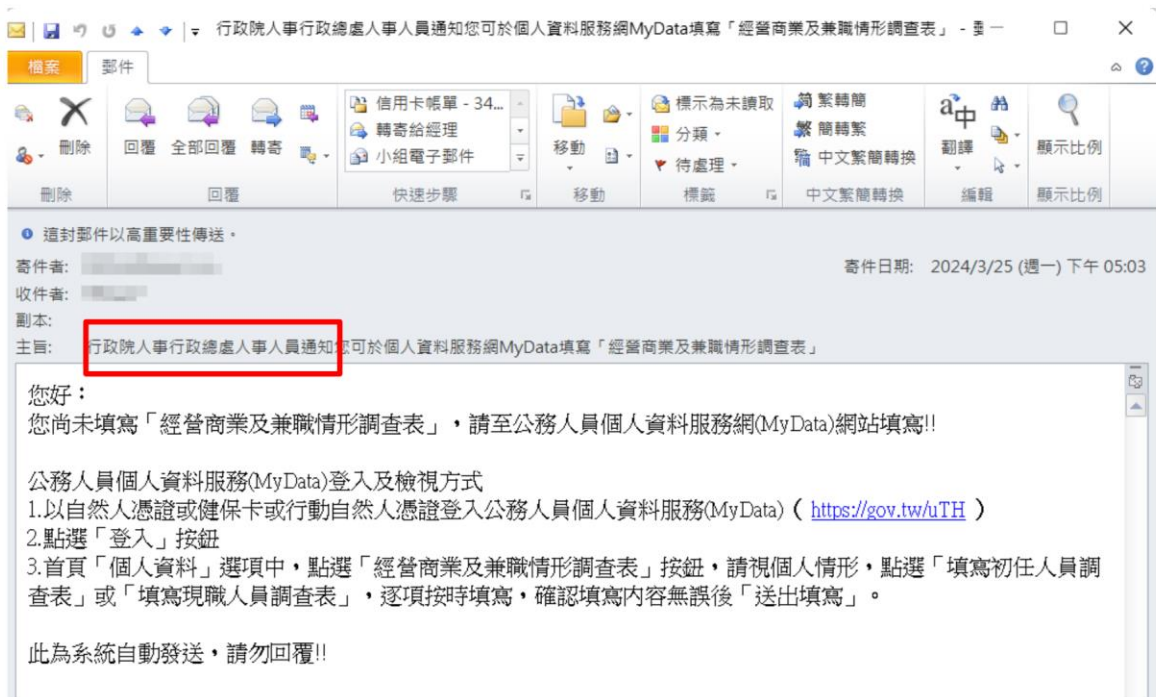 行政院人事行政總處人事人員通知您可於個人資料服務網MyData填寫「經營商業及兼職情形調查表」 -
檔案 郵件
刪除 回覆 全部回覆 轉寄
信用卡帳單 - 34...
轉寄給經理
小組電子郵件
移動
標示為未讀取
分類
待處理
简 繁轉簡
繁 簡轉繁
中文繁簡轉換
a中
翻譯
顯示比例
刪除 回覆 快速步驟 移動 標籤 中文繁簡轉換 編輯 顯示比例
這封郵件以高重要性傳送。
寄件者: 寄件日期: 2024/3/25 (週一) 下午 05:03
收件者:
副本:
主旨: 行政院人事行政總處人事人員通知您可於個人資料服務網MyData填寫「經營商業及兼職情形調查表」
您好：
您尚未填寫「經營商業及兼職情形調查表」，請至公務人員個人資料服務網(MyData)網站填寫!!
公務人員個人資料服務(MyData)登入及檢視方式
1.以自然人憑證或健保卡或行動自然人憑證登入公務人員個人資料服務(MyData)（ https://gov.tw/uTH ）
2.點選「登入」按鈕
3.首頁「個人資料」選項中，點選「經營商業及兼職情形調查表」按鈕，請視個人情形，點選「填寫初任人員調
查表」或「填寫現職人員調查表」，逐項按時填寫，確認填寫內容無誤後「送出填寫」。
此為系統自動發送，請勿回覆!!